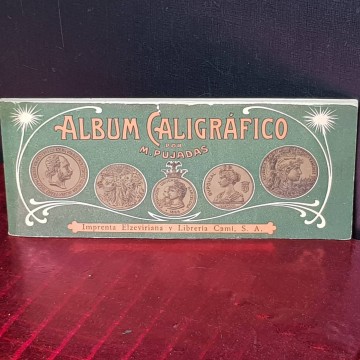 ALBUM CALIGRÁFICO
POR
M. PUJADAS
Imprenta Elzeviriana y Librería Camí, S. A.